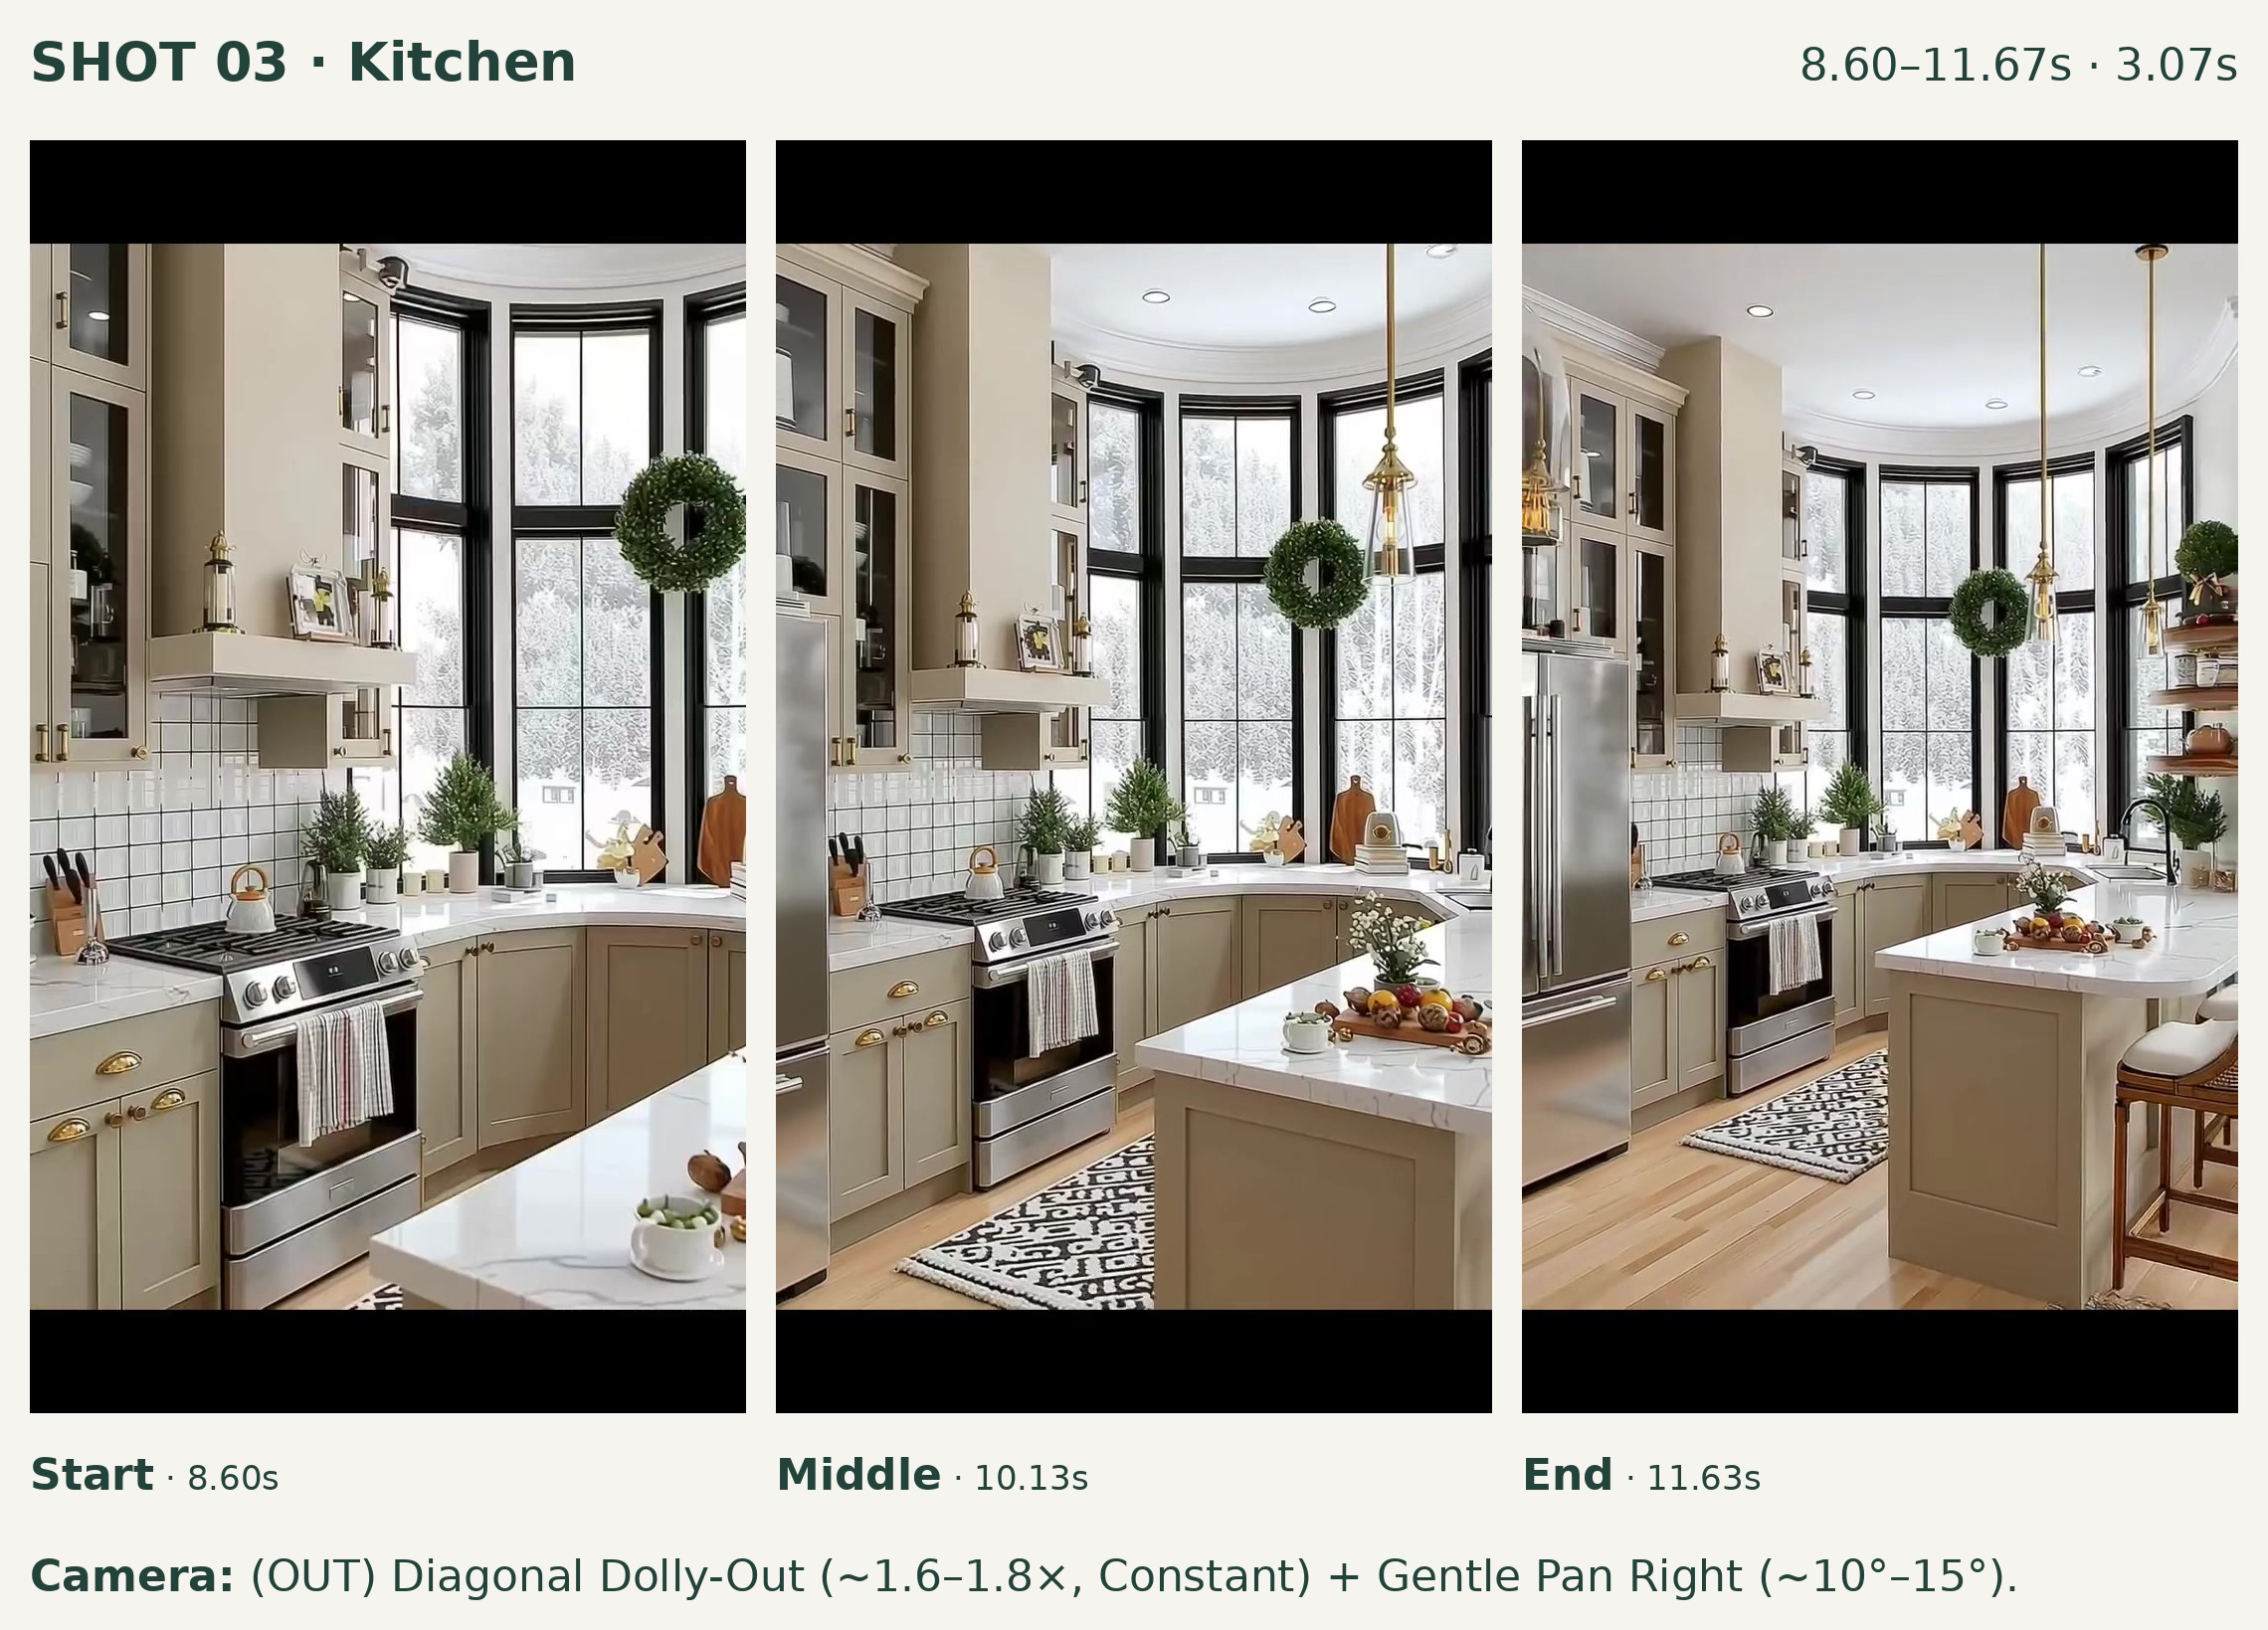 SHOT 03 · Kitchen
8.60–11.67s · 3.07s
Start · 8.60s
Middle · 10.13s
End · 11.63s
Camera: (OUT) Diagonal Dolly-Out (~1.6–1.8×, Constant) + Gentle Pan Right (~10°–15°).